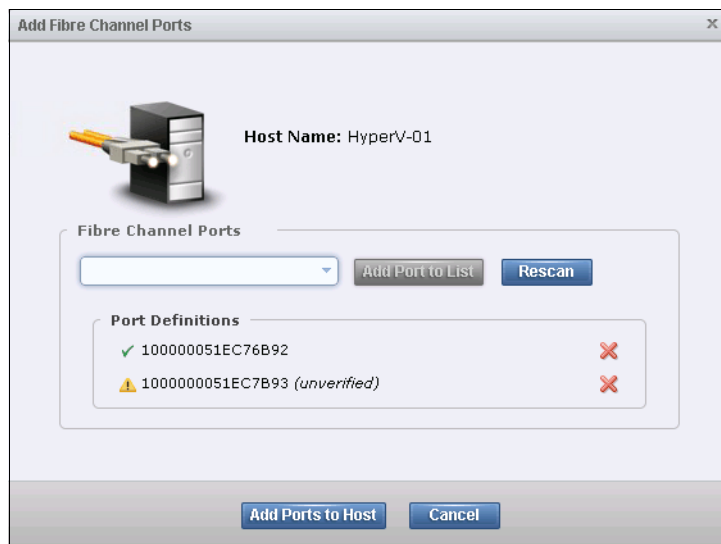 Add Fibre Channel Ports
x
Host Name: HyperV-01
Fibre Channel Ports
Add Port to List
Rescan
Port Definitions
100000051EC76B92
1000000051EC7B93 (unverified)
Add Ports to Host
Cancel